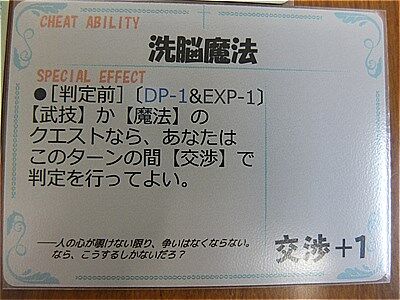 CHEAT ABILITY
洗脳魔法
SPECIAL EFFECT
●[判定前]〔DP-1&EXP-1〕
【武技】か【魔法】の
クエストなら、あなたは
このターンの間【交渉】で
判定を行ってよい。
――人の心が覗けない限り、争いはなくならない。
なら、こうするしかないだろ？
交渉+1